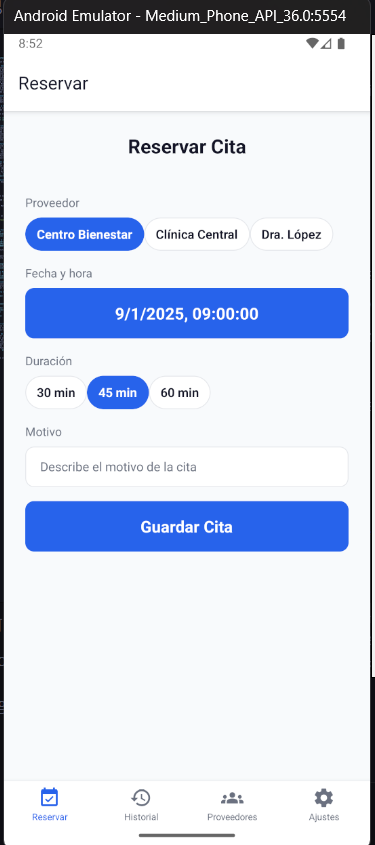 Android Emulator - Medium_Phone_API_36.0:5554
8:52
Reservar
Reservar Cita
Proveedor
Centro Bienestar Clínica Central Dra. López
Fecha y hora
9/1/2025, 09:00:00
Duración
30 min 45 min 60 min
Motivo
Describe el motivo de la cita
Guardar Cita
Reservar Historial Proveedores Ajustes